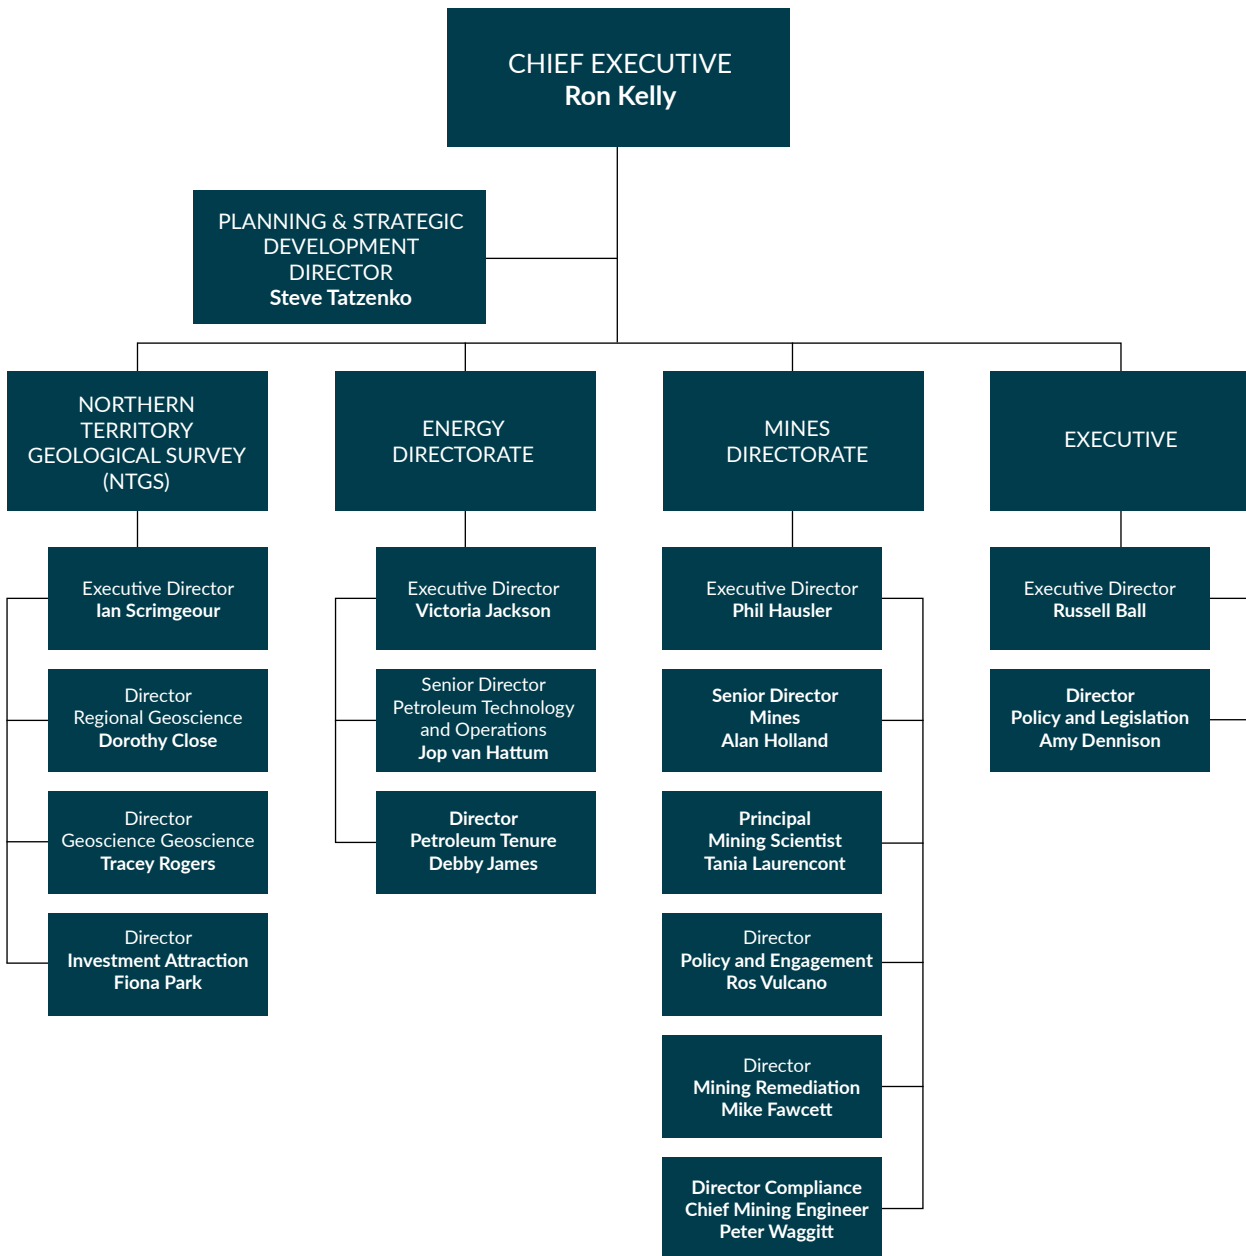 CHIEF EXECUTIVE
Ron Kelly
PLANNING & STRATEGIC
DEVELOPMENT
DIRECTOR
Steve Tatzenko
NORTHERN
TERRITORY
GEOLOGICAL SURVEY
(NTGS)
Executive Director
Ian Scrimgeour
Director
Regional Geoscience
Dorothy Close
Director
Geoscience Geoscience
Tracey Rogers
Director
Investment Attraction
Fiona Park
ENERGY
DIRECTORATE
Executive Director
Victoria Jackson
Senior Director
Petroleum Technology
and Operations
Jop van Hattum
Director
Petroleum Tenure
Debby James
MINES
DIRECTORATE
Executive Director
Phil Hausler
Senior Director
Mines
Alan Holland
Principal
Mining Scientist
Tania Laurencont
Director
Policy and Engagement
Ros Vulcano
Director
Mining Remediation
Mike Fawcett
Director Compliance
Chief Mining Engineer
Peter Waggitt
EXECUTIVE
Executive Director
Russell Ball
Director
Policy and Legislation
Amy Dennison